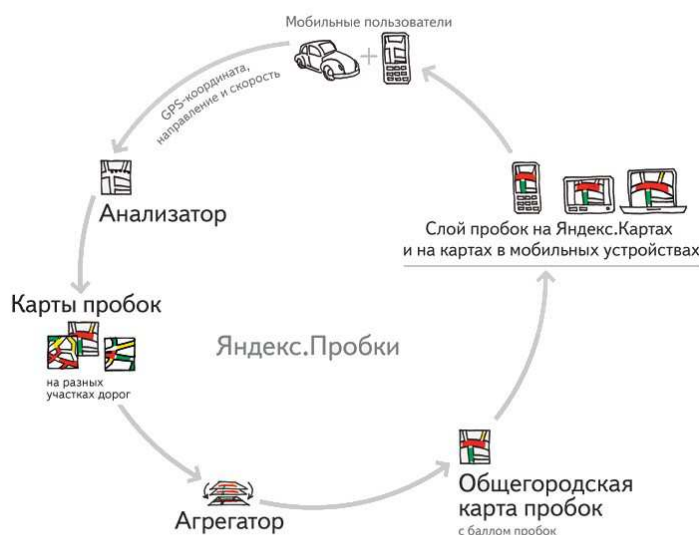 Мобильные пользователи
GPS-координата,
направление и скорость
Анализатор
Слой пробок на Яндекс.Картах
и на картах в мобильных устройствах
Карты пробок
на разных
участках дорог
Яндекс.Пробки
Агрегатор
Общегородская
карта пробок
с баллом пробок